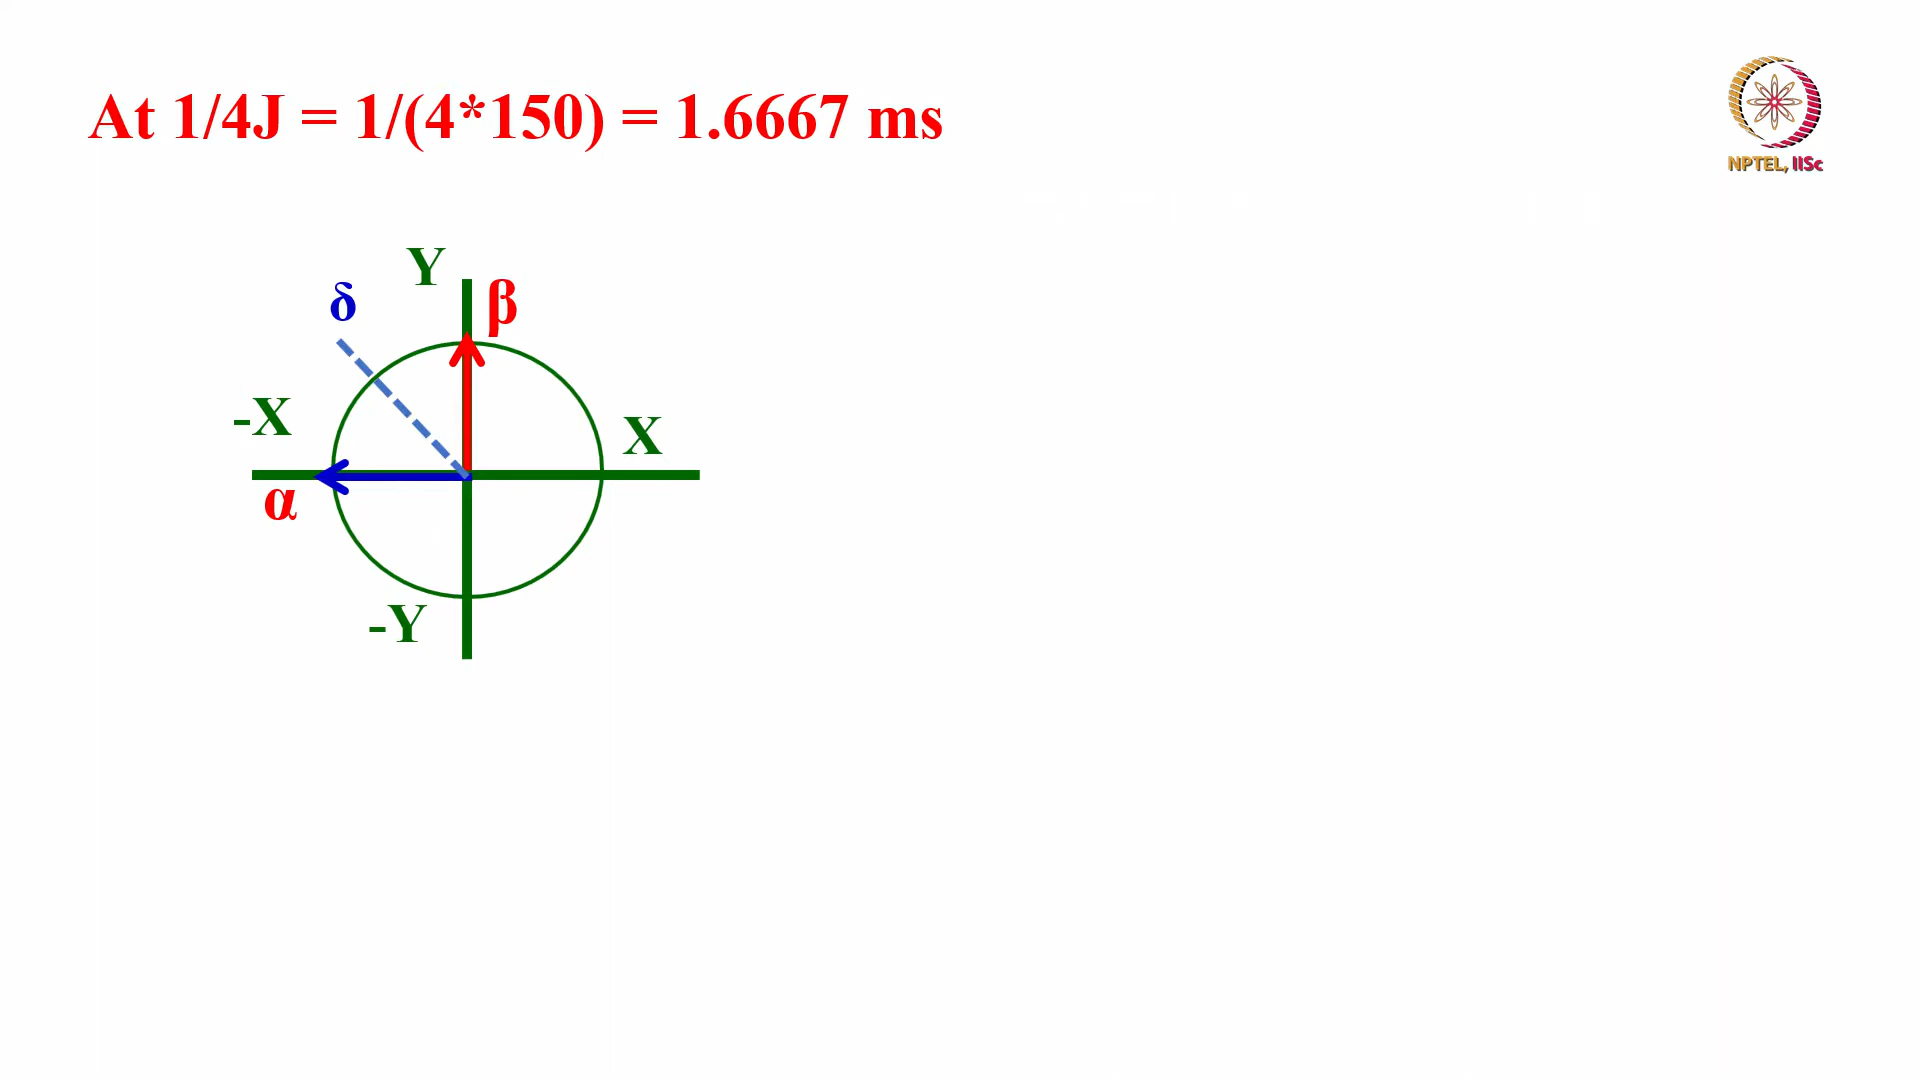 At 1/4J = 1/(4*150) = 1.6667 ms
NPTEL, IISc
Y
δ
β
-X
X
α
-Y